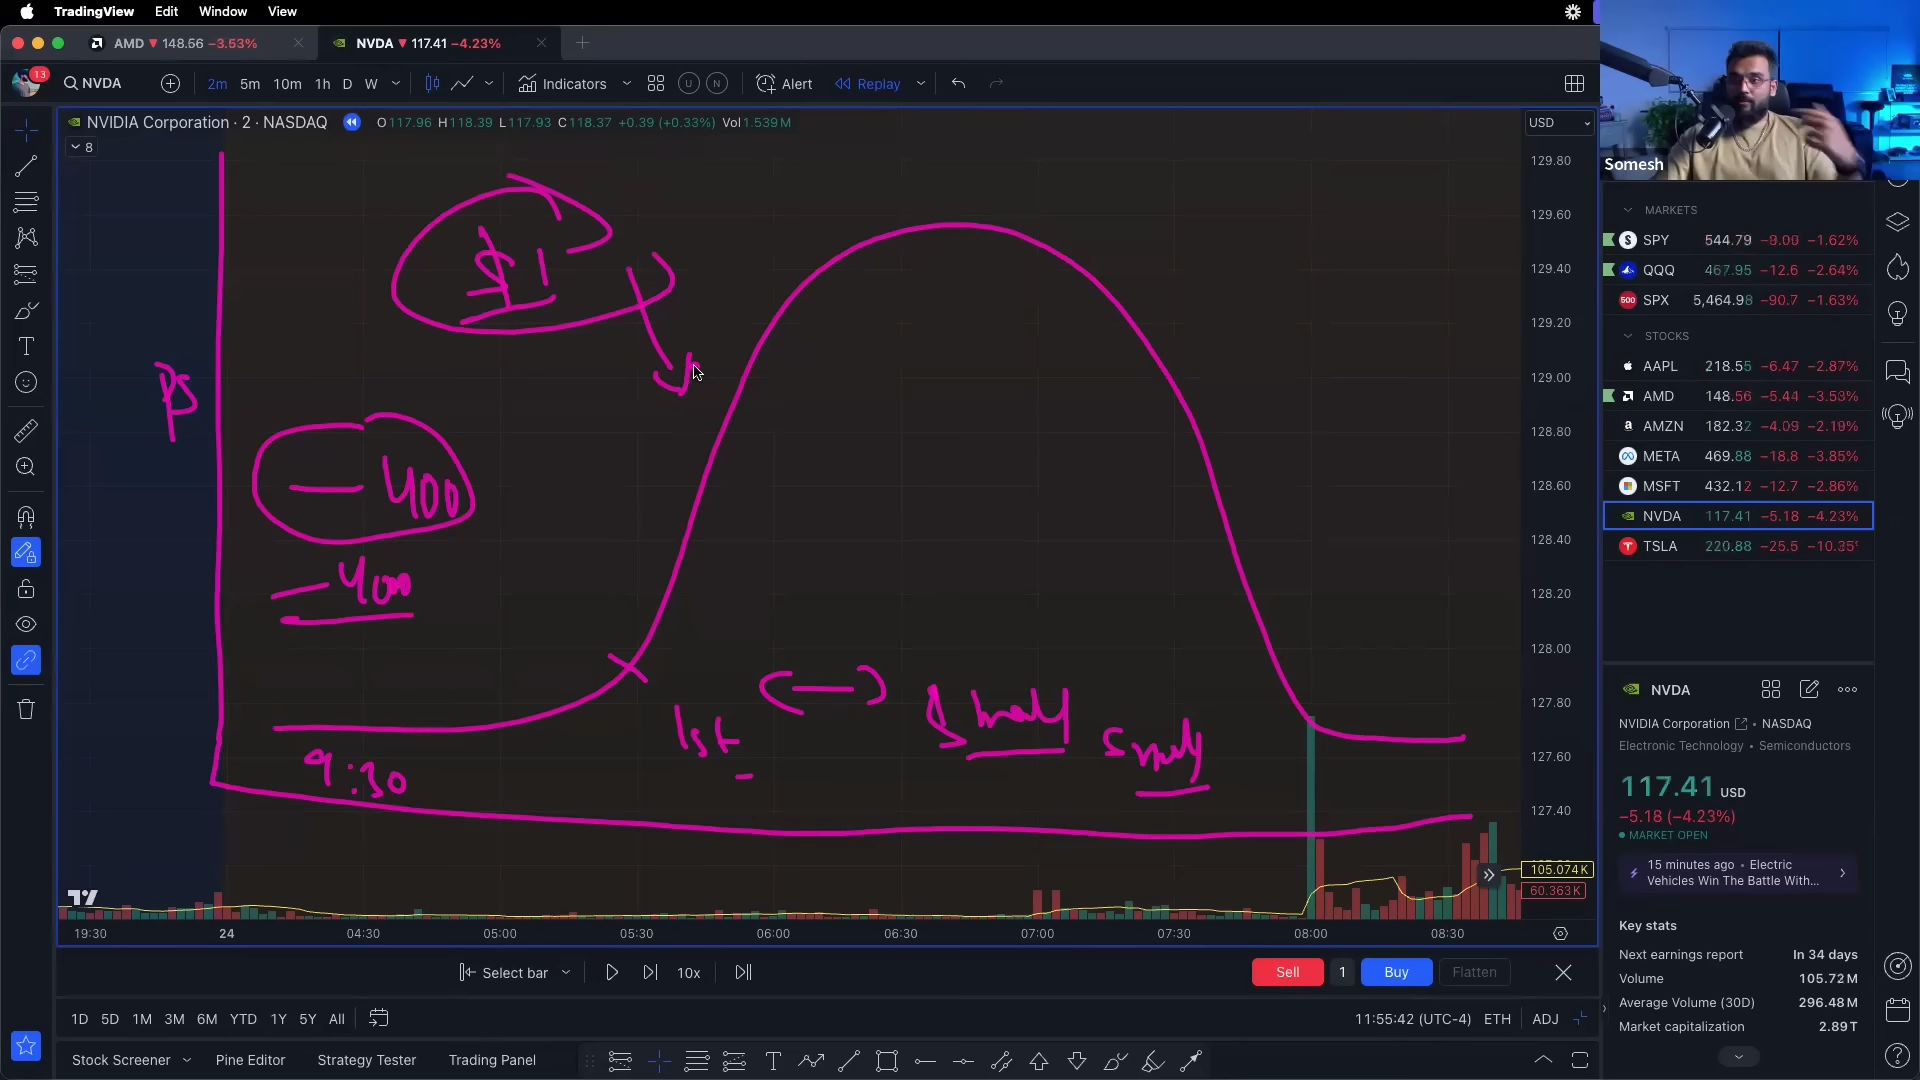 TradingView Edit Window View
AMD 148.56 −3.53% NVDA 117.41 −4.23%
13 NVDA 2m 5m 10m 1h D W Indicators U N Alert Replay
NVIDIA Corporation · 2 · NASDAQ O117.96 H118.39 L117.93 C118.37 +0.39 (+0.33%) Vol1.539M
8
USD
129.80
129.60
129.40
129.20
129.00
128.80
128.60
128.40
128.20
128.00
127.80
127.60
127.40
105.074K
60.363K
$1
400
9:30
1st
19:30 24 04:30 05:00 05:30 06:00 06:30 07:00 07:30 08:00 08:30
Select bar 10x Sell 1 Buy Flatten
1D 5D 1M 3M 6M YTD 1Y 5Y All 11:55:42 (UTC-4) ETH ADJ
Stock Screener Pine Editor Strategy Tester Trading Panel
Somesh
MARKETS
SPY 544.79 −9.00 −1.62%
QQQ 467.95 −12.6 −2.64%
500 SPX 5,464.98 −90.7 −1.63%
STOCKS
AAPL 218.55 −6.47 −2.87%
AMD 148.56 −5.44 −3.53%
AMZN 182.32 −4.09 −2.19%
META 469.88 −18.8 −3.85%
MSFT 432.12 −12.7 −2.86%
NVDA 117.41 −5.18 −4.23%
TSLA 220.88 −25.5 −10.35%
NVDA
NVIDIA Corporation • NASDAQ
Electronic Technology • Semiconductors
117.41 USD
−5.18 (−4.23%)
MARKET OPEN
15 minutes ago • Electric
Vehicles Win The Battle With...
Key stats
Next earnings report In 34 days
Volume 105.72M
Average Volume (30D) 296.48M
Market capitalization 2.89T